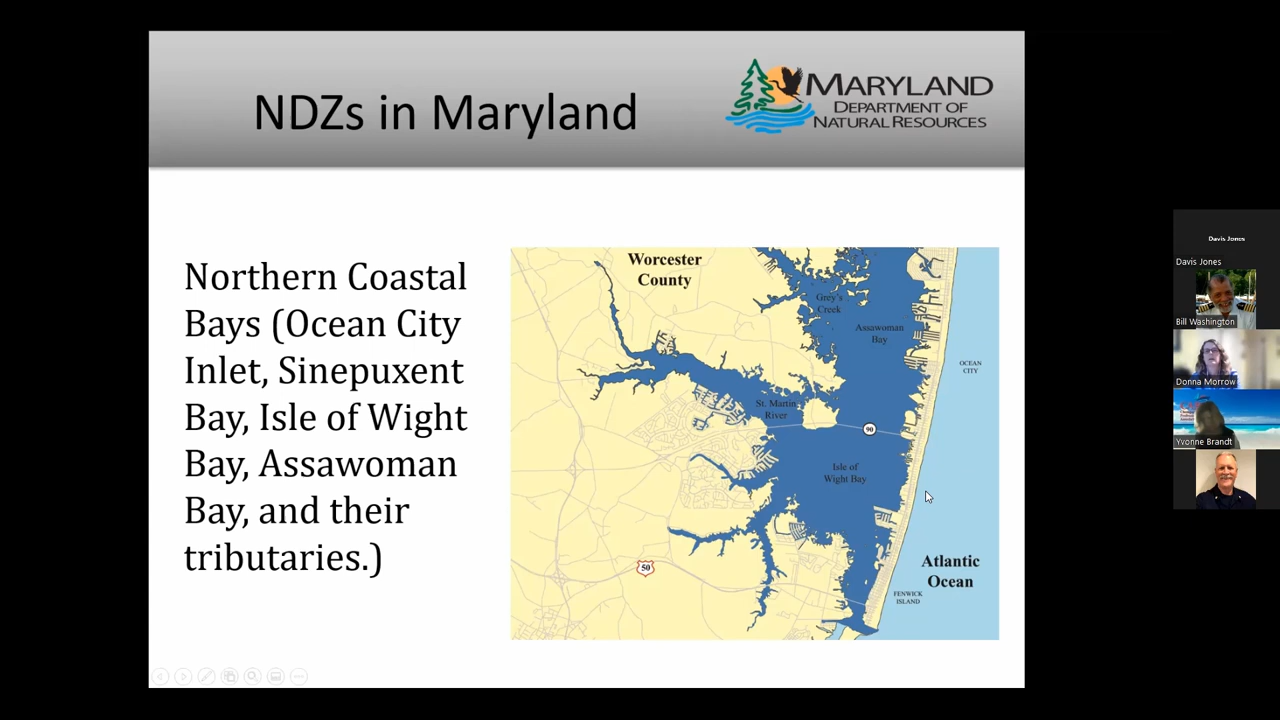 NDZs in Maryland
MARYLAND
DEPARTMENT OF
NATURAL RESOURCES
Northern Coastal
Bays (Ocean City
Inlet, Sinepuxent
Bay, Isle of Wight
Bay, Assawoman
Bay, and their
tributaries.)
Worcester
County
Grey's
Creek
Assawoman
Bay
OCEAN
CITY
St. Martin
River
90
Isle of
Wight Bay
50
Atlantic
Ocean
FENWICK
ISLAND
Davis Jones
Davis Jones
Bill Washington
Donna Morrow
Yvonne Brandt